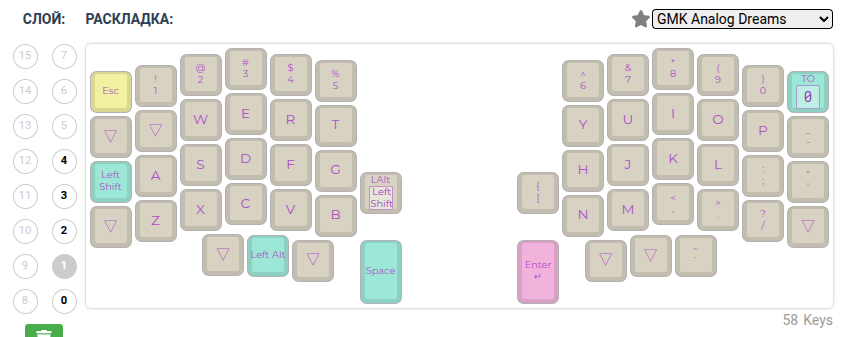 СЛОЙ: РАСКЛАДКА: GMK Analog Dreams
15 7
14 6
13 5
12 4
11 3
10 2
9 1
8 0
Esc ! 1 @ 2 # 3 $ 4 % 5 ^ 6 & 7 * 8 ( 9 ) 0 TO 0
▽ ▽ W E R T Y U I O P _ -
Left Shift A S D F G H J K L : ; " '
▽ Z X C V B LAlt Left Shift { [ N M < , > . ? / ▽
▽ Left Alt ▽ Space Enter ↵ ▽ ▽ ~
58 Keys